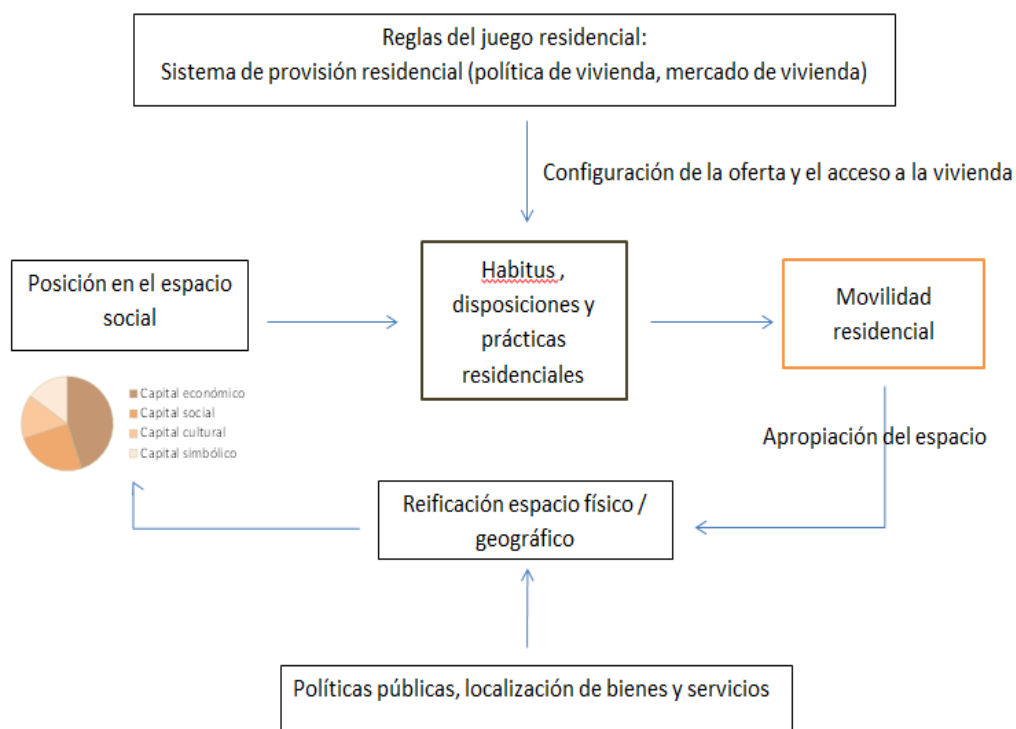 Reglas del juego residencial:
Sistema de provisión residencial (política de vivienda, mercado de vivienda)
Configuración de la oferta y el acceso a la vivienda
Posición en el espacio
social
Habitus ,
disposiciones y
prácticas
residenciales
Movilidad
residencial
Capital económico
Capital social
Capital cultural
Capital simbólico
Apropiación del espacio
Reificación espacio físico /
geográfico
Políticas públicas, localización de bienes y servicios